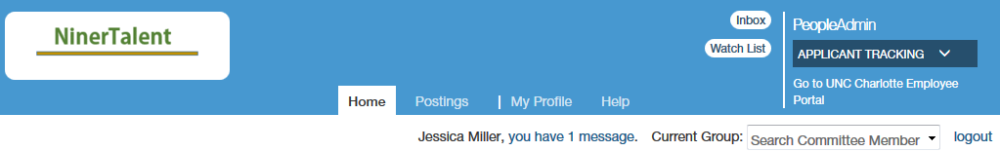 NinerTalent
Inbox
Watch List
PeopleAdmin
APPLICANT TRACKING
Go to UNC Charlotte Employee
Portal
Home Postings | My Profile Help
Jessica Miller, you have 1 message. Current Group: Search Committee Member logout